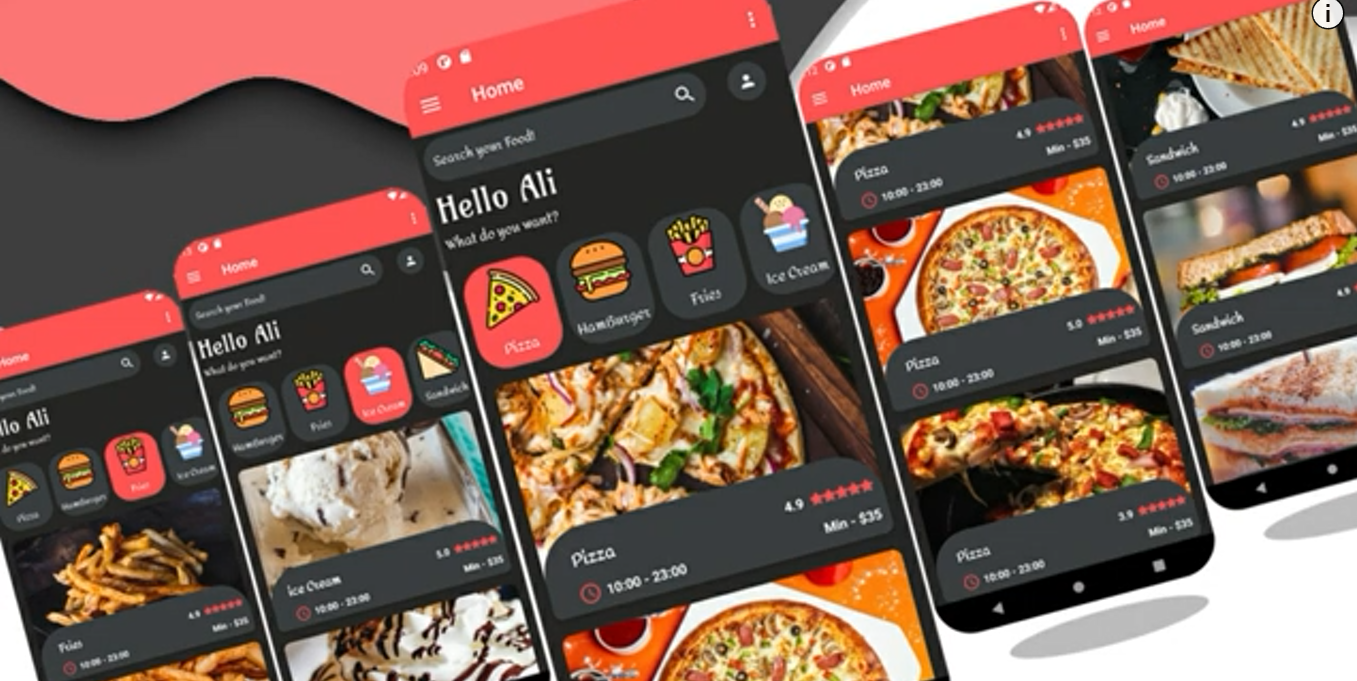 Home
Search your Food!
llo Ali
do you want?
Pizza
Hamburger
Fries
Ice Cream
4.9
Min - $35
Fries
10:00 - 23:00
Home
Search your Food!
Hello Ali
What do you want?
Hamburger
Fries
Ice Cream
Sandwich
5.0
Min - $35
Ice Cream
10:00 - 23:00
:09
Home
Search your Food!
Hello Ali
What do you want?
Pizza
HamBurger
Fries
Ice Cream
4.9
Min - $35
Pizza
10:00 - 23:00
:12
Home
4.9
Min - $35
Pizza
10:00 - 23:00
5.0
Min - $35
Pizza
10:00 - 23:00
3.9
Min - $35
Pizza
10:00 - 23:00
Home
4.9
Min - $35
Sandwich
10:00 - 23:00
4.9
Sandwich
10:00 - 23:00
i